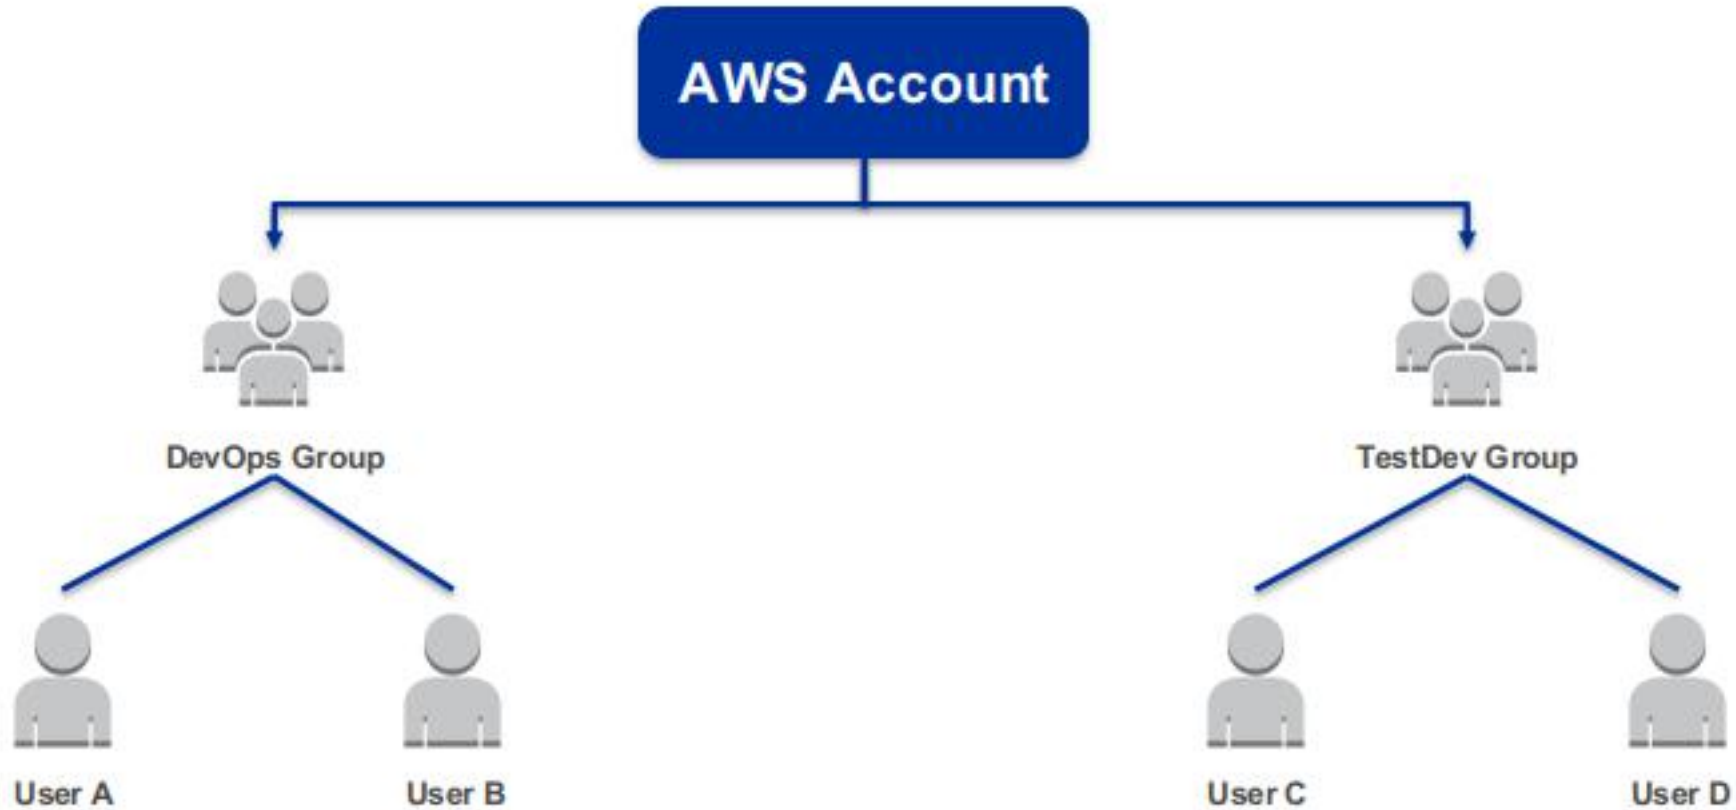 AWS Account
DevOps Group
TestDev Group
User A
User B
User C
User D